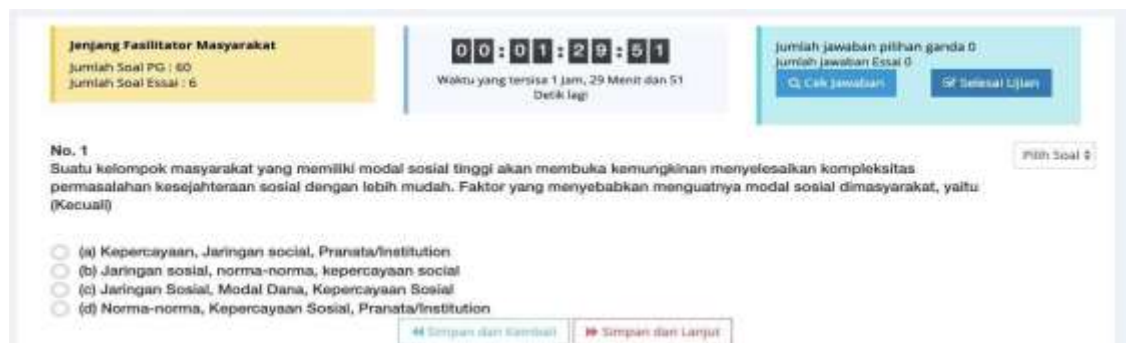 Jenjang Fasilitator Masyarakat
Jumlah Soal PG : 60
Jumlah Soal Essai : 6
00:01:29:51
Waktu yang tersisa 1 Jam, 29 Menit dan 51
Detik lagi
Jumlah jawaban pilihan ganda 0
Jumlah jawaban Essai 0
Cek Jawaban
Selesai Ujian
No. 1
Pilih Soal
Suatu kelompok masyarakat yang memiliki modal sosial tinggi akan membuka kemungkinan menyelesaikan kompleksitas
permasalahan kesejahteraan sosial dengan lebih mudah. Faktor yang menyebabkan menguatnya modal sosial dimasyarakat, yaitu
(Kecuali)
(a) Kepercayaan, Jaringan social, Pranata/Institution
(b) Jaringan sosial, norma-norma, kepercayaan social
(c) Jaringan Sosial, Modal Dana, Kepercayaan Sosial
(d) Norma-norma, Kepercayaan Sosial, Pranata/Institution
Simpan dan Kembali
Simpan dan Lanjut